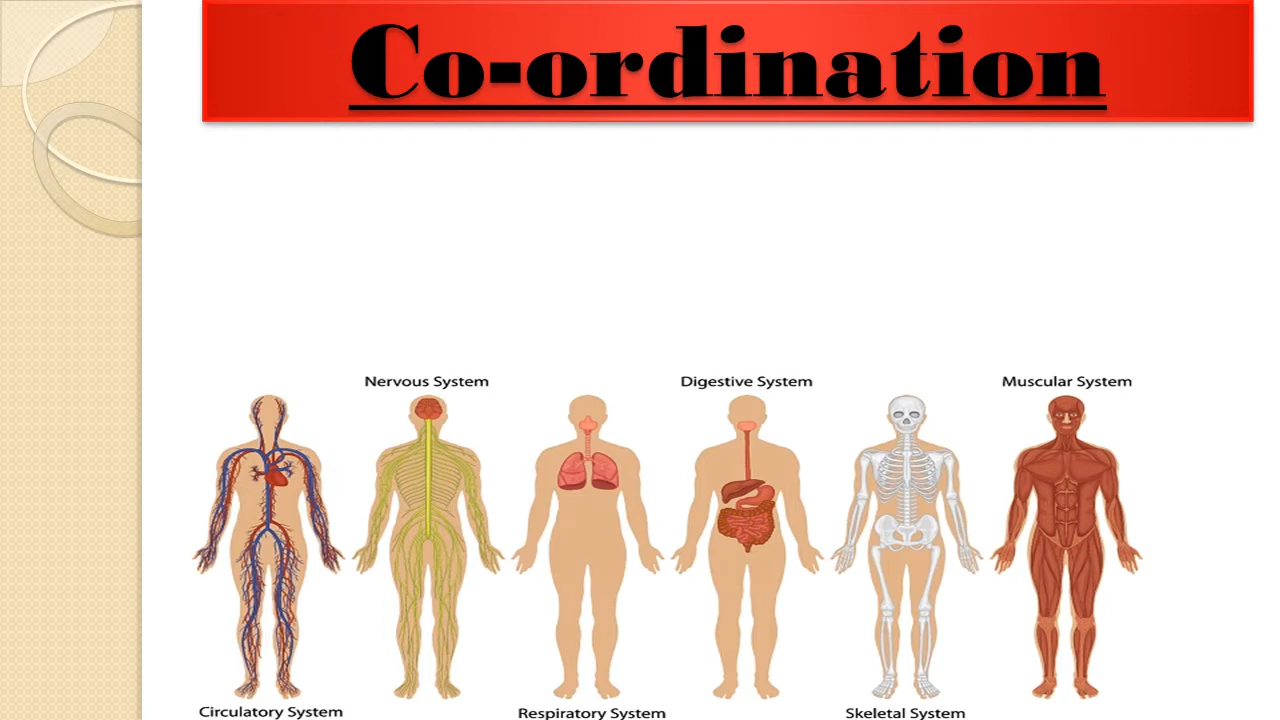 Co-ordination
Nervous System
Digestive System
Muscular System
Circulatory System
Respiratory System
Skeletal System